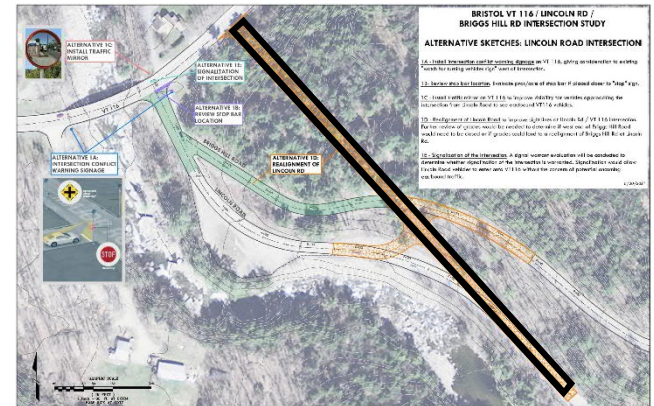 BRISTOL VT 116 / LINCOLN RD /
BRIGGS HILL RD INTERSECTION STUDY
ALTERNATIVE SKETCHES: LINCOLN ROAD INTERSECTION
1A - Install intersection conflict warning signage on VT 116, giving consideration to existing
"watch for turning vehicles sign" west of intersection.
1B - Review stop bar location. Evaluate pros/cons of stop bar if placed closer to "stop" sign.
1C - Install traffic mirror on VT 116 to improve visibility for vehicles approaching the
intersection from Lincoln Road to see eastbound VT116 vehicles.
1D - Realignment of Lincoln Road to improve sight lines at Lincoln Rd / VT 116 intersection.
Further review of grades would be needed to determine if west end of Briggs Hill Road
would need to be closed or if grades could lead to a realignment of Briggs Hill Rd at Lincoln
Rd.
1E - Signalization of the intersection. A signal warrant evaluation will be conducted to
determine whether signalization of the intersection is warranted. Signalization would allow
Lincoln Road vehicles to enter onto VT116 without the concern of potential oncoming
eastbound traffic.
ALTERNATIVE 1C:
INSTALL TRAFFIC
MIRROR
ALTERNATIVE 1E:
SIGNALIZATION
OF INTERSECTION
ALTERNATIVE 1B:
REVIEW STOP BAR
LOCATION
VT 116
ALTERNATIVE 1A:
INTERSECTION CONFLICT
WARNING SIGNAGE
BRIGGS HILL ROAD
ALTERNATIVE 1D:
REALIGNMENT OF
LINCOLN RD
LINCOLN ROAD
STOP